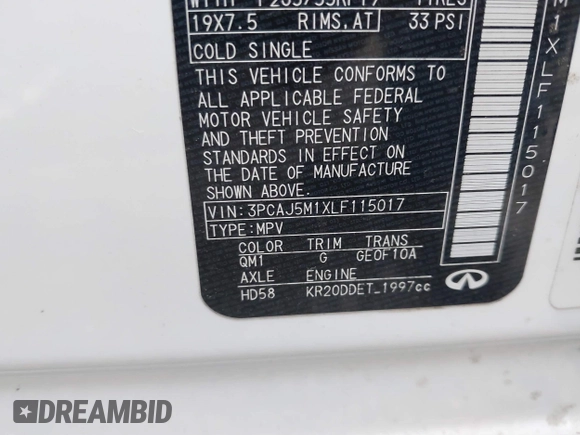 19X7.5 RIMS.AT 33 PSI
COLD SINGLE
THIS VEHICLE CONFORMS TO
ALL APPLICABLE FEDERAL
MOTOR VEHICLE SAFETY
AND THEFT PREVENTION
STANDARDS IN EFFECT ON
THE DATE OF MANUFACTURE
SHOWN ABOVE.
VIN:3PCAJ5M1XLF115017
TYPE:MPV
COLOR TRIM TRANS
QM1 G GE0F10A
AXLE ENGINE
HD58 KR20DDET_1997cc
M1XLF115017
DREAMBID